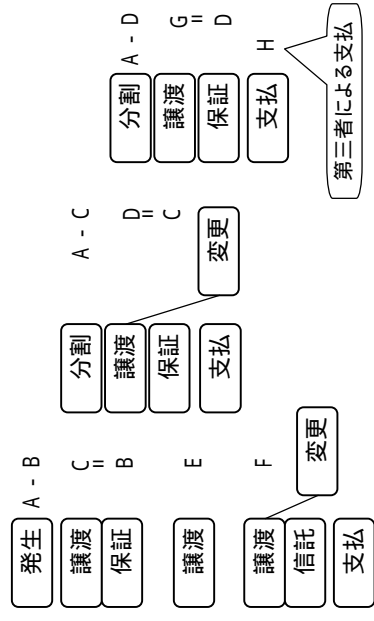 発生 A - B
譲渡 C
=
保証 B
譲渡 E
譲渡 F
信託
変更
支払
分割 A - C
譲渡 D
=
保証 C
変更
支払
分割 A - D
譲渡 G
=
保証 D
支払 H
第三者による支払